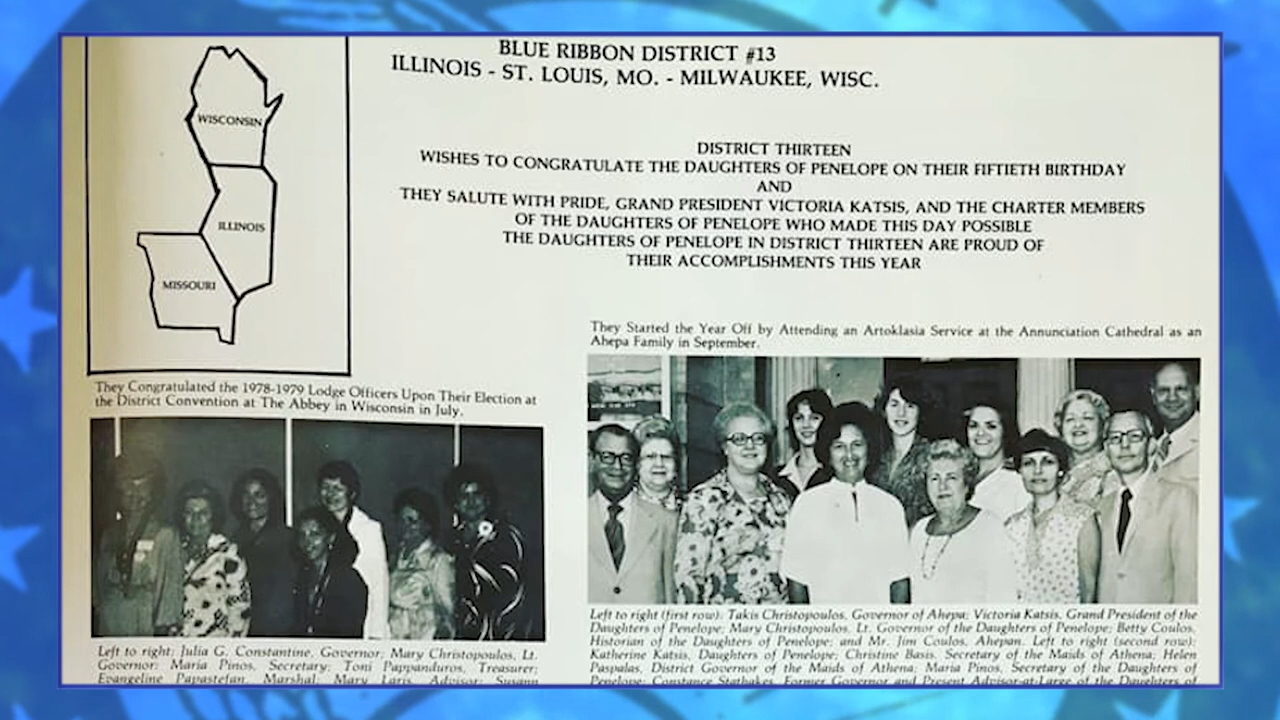 BLUE RIBBON DISTRICT #13
ILLINOIS - ST. LOUIS, MO. - MILWAUKEE, WISC.
WISCONSIN
ILLINOIS
MISSOURI
DISTRICT THIRTEEN
WISHES TO CONGRATULATE THE DAUGHTERS OF PENELOPE ON THEIR FIFTIETH BIRTHDAY
AND
THEY SALUTE WITH PRIDE, GRAND PRESIDENT VICTORIA KATSIS, AND THE CHARTER MEMBERS
OF THE DAUGHTERS OF PENELOPE WHO MADE THIS DAY POSSIBLE
THE DAUGHTERS OF PENELOPE IN DISTRICT THIRTEEN ARE PROUD OF
THEIR ACCOMPLISHMENTS THIS YEAR
They Congratulated the 1978-1979 Lodge Officers Upon Their Election at
the District Convention at The Abbey in Wisconsin in July.
Left to right: Julia G. Constantine, Governor; Mary Christopoulos, Lt.
Governor; Maria Pinos, Secretary; Toni Pappanduros, Treasurer;
Evangeline Papastefan, Marshal; Mary Laris, Advisor; Susann
They Started the Year Off by Attending an Artoklasia Service at the Annunciation Cathedral as an
Ahepa Family in September.
Left to right (first row): Takis Christopoulos, Governor of Ahepa; Victoria Katsis, Grand President of the
Daughters of Penelope; Mary Christopoulos, Lt. Governor of the Daughters of Penelope; Betty Coulos,
Historian of the Daughters of Penelope; and Mr. Jim Coulos, Ahepan. Left to right (second row):
Katherine Katsis, Daughters of Penelope; Christine Basis, Secretary of the Maids of Athena; Helen
Paspalas, District Governor of the Maids of Athena; Maria Pinos, Secretary of the Daughters of
Penelope; Constance Stathakes, Former Governor and Present Advisor-at-Large of the Daughters of